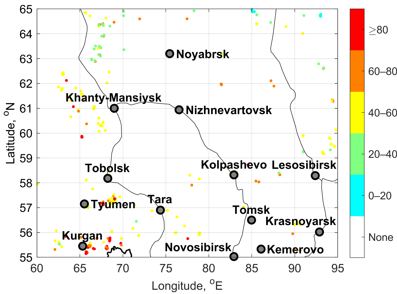 65
64
63
62
61
60
59
58
57
56
55
Latitude, °N
60
65
70
75
80
85
90
95
Longitude, °E
Noyabrsk
Khanty-Mansiysk
Nizhnevartovsk
Tobolsk
Kolpashevo
Lesosibirsk
Tyumen
Tara
Tomsk
Krasnoyarsk
Kurgan
Novosibirsk
Kemerovo
≥80
60–80
40–60
20–40
0–20
None